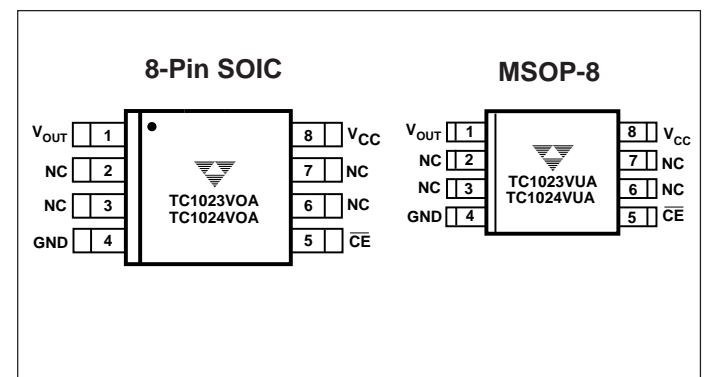 8-Pin SOIC
VOUT 1 8 VCC
NC 2 7 NC
NC 3 6 NC
GND 4 5 CE
TC1023VOA
TC1024VOA
MSOP-8
VOUT 1 8 VCC
NC 2 7 NC
NC 3 6 NC
GND 4 5 CE
TC1023VUA
TC1024VUA